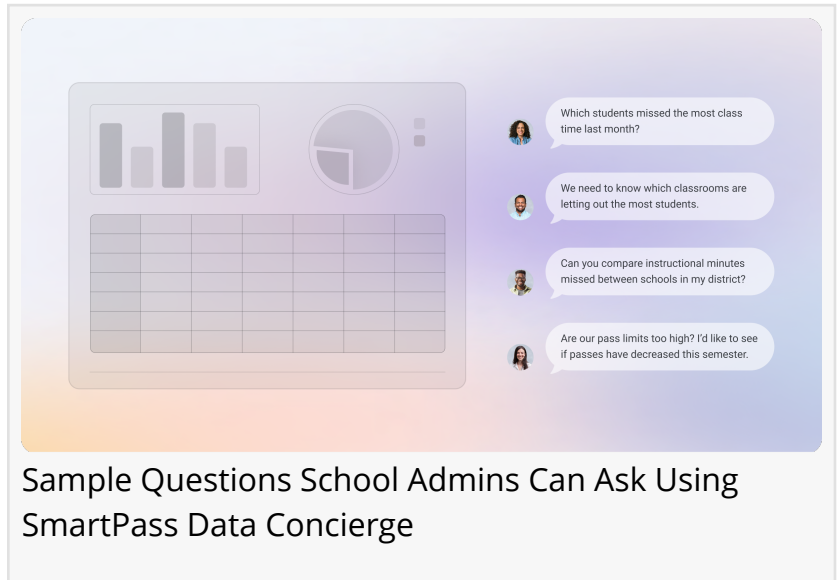 Which students missed the most class
time last month?
We need to know which classrooms are
letting out the most students.
Can you compare instructional minutes
missed between schools in my district?
Are our pass limits too high? I'd like to see
if passes have decreased this semester.
Sample Questions School Admins Can Ask Using
SmartPass Data Concierge